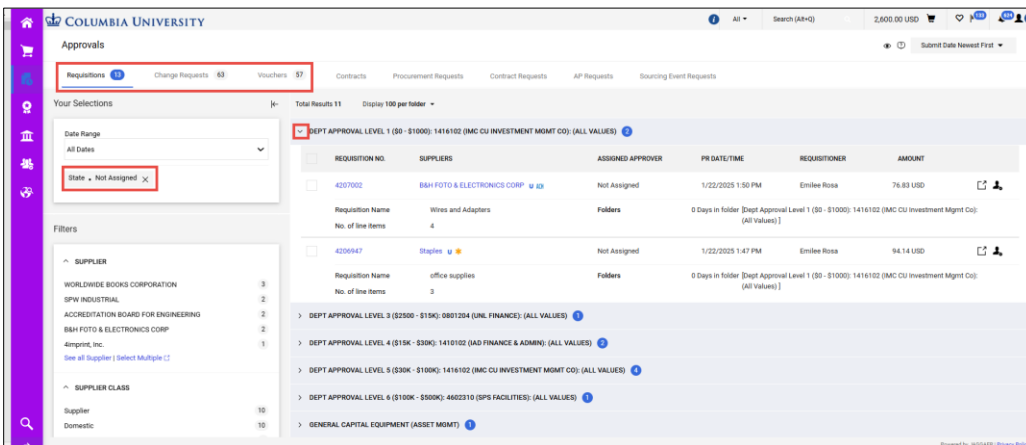 COLUMBIA UNIVERSITY
All
Search (Alt+Q)
2,600.00 USD
Approvals
Submit Date Newest First
Requisitions 13
Change Requests 63
Vouchers 57
Contracts
Procurement Requests
Contract Requests
AP Requests
Sourcing Event Requests
Your Selections
Total Results 11
Display 100 per folder
Date Range
All Dates
State Not Assigned
DEPT APPROVAL LEVEL 1 ($0 - $1000): 1416102 (IMC CU INVESTMENT MGMT CO): (ALL VALUES) 2
REQUISITION NO. SUPPLIERS ASSIGNED APPROVER PR DATE/TIME REQUISITIONER AMOUNT
4207002 B&H FOTO & ELECTRONICS CORP Not Assigned 1/22/2025 1:50 PM Emilee Rosa 76.83 USD
Requisition Name Wires and Adapters Folders 0 Days in folder [Dept Approval Level 1 ($0 - $1000): 1416102 (IMC CU Investment Mgmt Co):
(All Values) ]
No. of line items 4
4206947 Staples Not Assigned 1/22/2025 1:47 PM Emilee Rosa 94.14 USD
Requisition Name office supplies Folders 0 Days in folder [Dept Approval Level 1 ($0 - $1000): 1416102 (IMC CU Investment Mgmt Co):
(All Values) ]
No. of line items 3
DEPT APPROVAL LEVEL 3 ($2500 - $15K): 0801204 (UNL FINANCE): (ALL VALUES) 1
DEPT APPROVAL LEVEL 4 ($15K - $30K): 1410102 (IAD FINANCE & ADMIN): (ALL VALUES) 2
DEPT APPROVAL LEVEL 5 ($30K - $100K): 1416102 (IMC CU INVESTMENT MGMT CO): (ALL VALUES) 4
DEPT APPROVAL LEVEL 6 ($100K - $500K): 4602310 (SPS FACILITIES): (ALL VALUES) 1
GENERAL CAPITAL EQUIPMENT (ASSET MGMT) 1
Filters
SUPPLIER
WORLDWIDE BOOKS CORPORATION 3
SPW INDUSTRIAL 2
ACCREDITATION BOARD FOR ENGINEERING 2
B&H FOTO & ELECTRONICS CORP 2
4imprint, Inc. 1
See all Supplier | Select Multiple
SUPPLIER CLASS
Supplier 10
Domestic 10